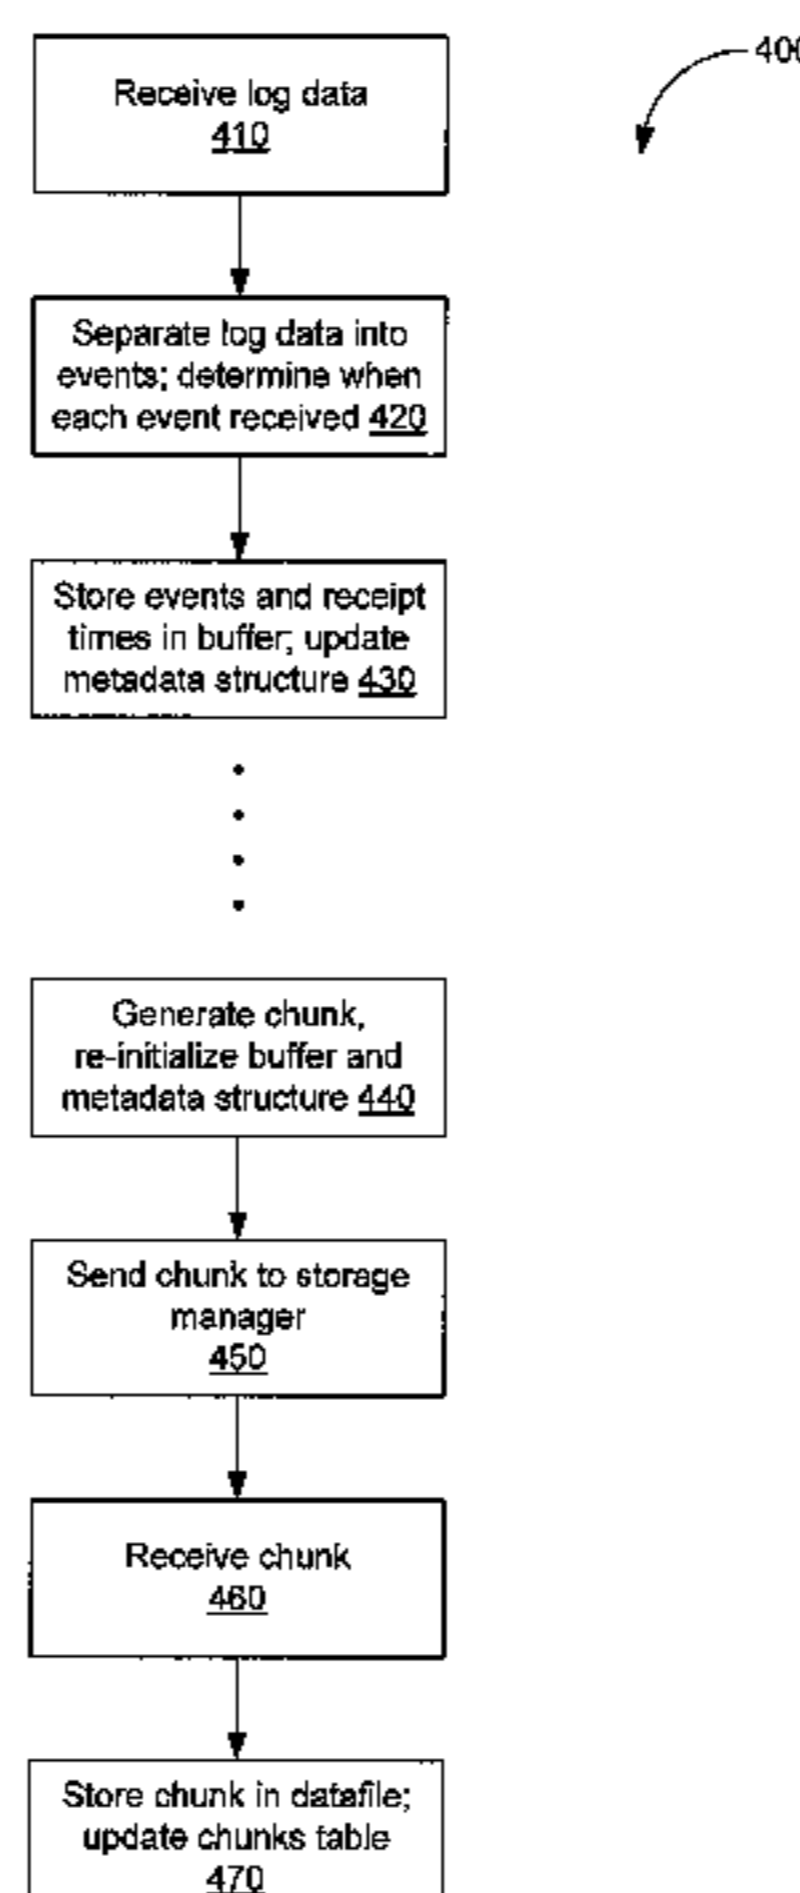 Receive log data
410
400
Separate log data into
events; determine when
each event received 420
Store events and receipt
times in buffer; update
metadata structure 430
Generate chunk,
re-initialize buffer and
metadata structure 440
Send chunk to storage
manager
450
Receive chunk
460
Store chunk in datafile;
update chunks table
470